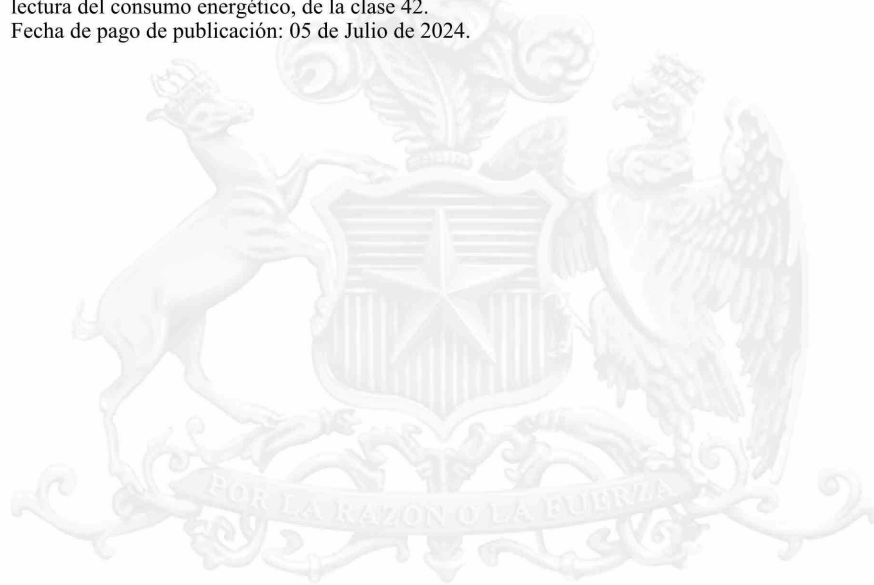 lectura del consumo energético, de la clase 42.
Fecha de pago de publicación: 05 de Julio de 2024.
POR LA RAZÓN O LA FUERZA